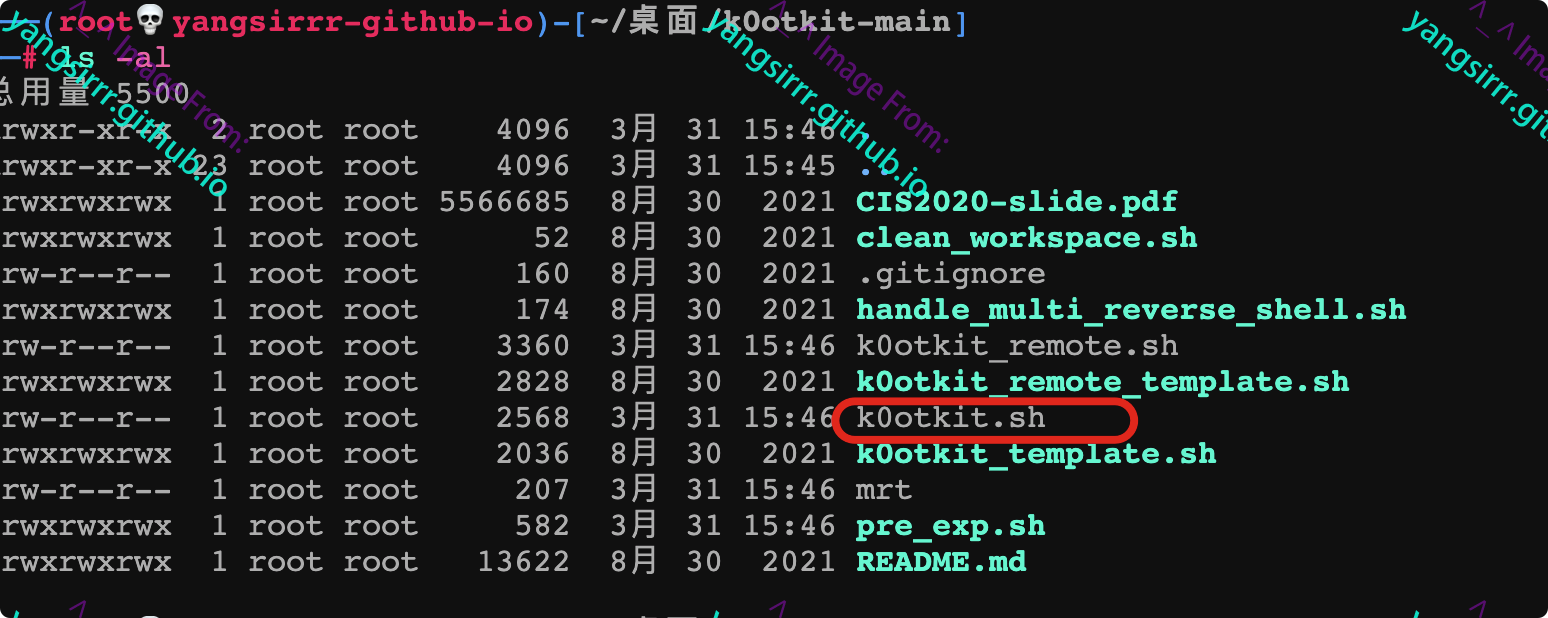 (root💀yangsirrr-github-io)-[~/桌面/k0otkit-main]
# ls -al
总用量 5500
rwxr-xr-x 2 root root 4096 3月 31 15:46 .
rwxr-xr-x 23 root root 4096 3月 31 15:45 ..
rwxrwxrwx 1 root root 5566685 8月 30 2021 CIS2020-slide.pdf
rwxrwxrwx 1 root root 52 8月 30 2021 clean_workspace.sh
rw-r--r-- 1 root root 160 8月 30 2021 .gitignore
rwxrwxrwx 1 root root 174 8月 30 2021 handle_multi_reverse_shell.sh
rw-r--r-- 1 root root 3360 3月 31 15:46 k0otkit_remote.sh
rwxrwxrwx 1 root root 2828 8月 30 2021 k0otkit_remote_template.sh
rw-r--r-- 1 root root 2568 3月 31 15:46 k0otkit.sh
rwxrwxrwx 1 root root 2036 8月 30 2021 k0otkit_template.sh
rw-r--r-- 1 root root 207 3月 31 15:46 mrt
rwxrwxrwx 1 root root 582 3月 31 15:46 pre_exp.sh
rwxrwxrwx 1 root root 13622 8月 30 2021 README.md
^_^ Image From:
yangsirrr.github.io
^_^ Image From:
yangsirrr.github.io
^_^ Ima
yangsirrr.git